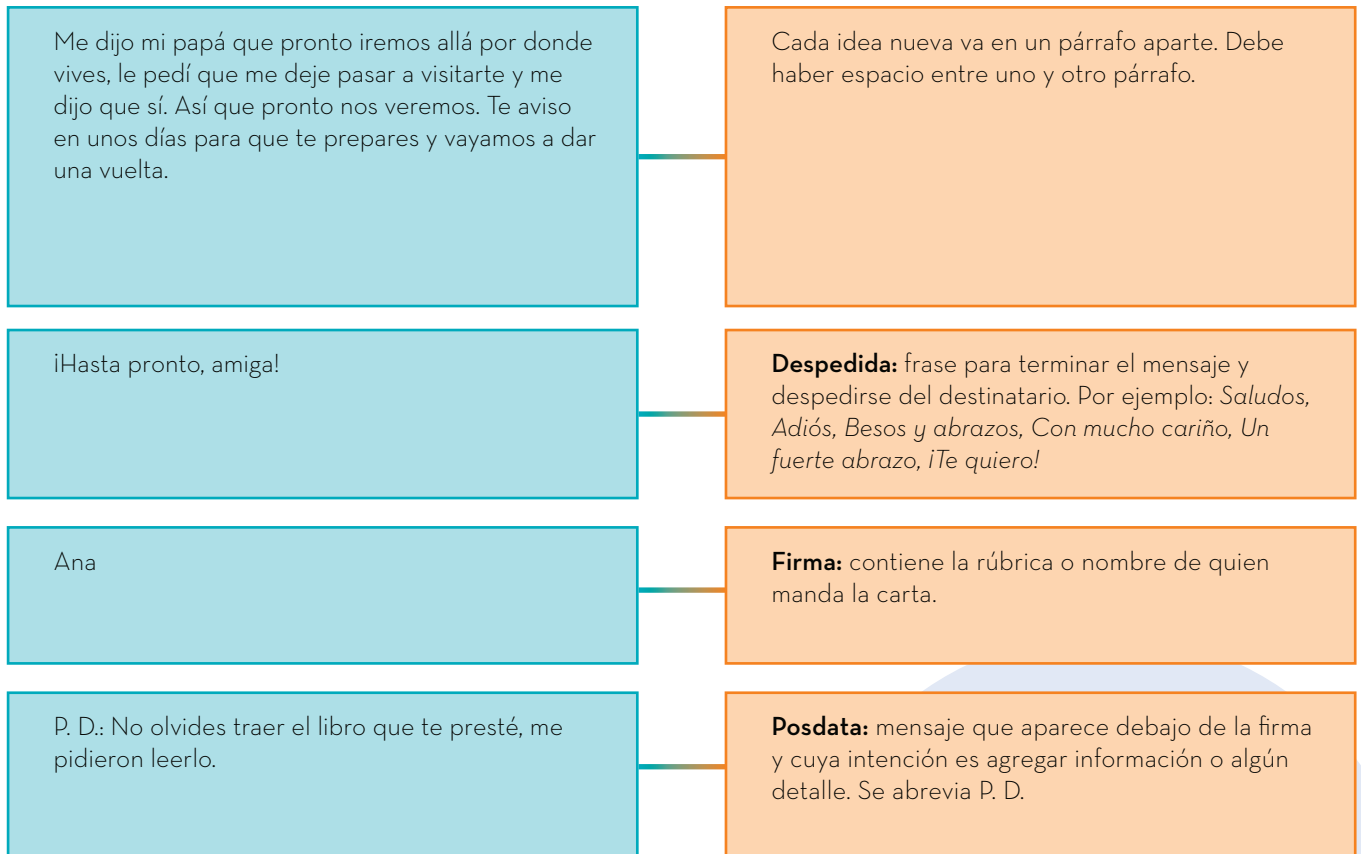 Me dijo mi papá que pronto iremos allá por donde
vives, le pedí que me deje pasar a visitarte y me
dijo que sí. Así que pronto nos veremos. Te aviso
en unos días para que te prepares y vayamos a dar
una vuelta.
Cada idea nueva va en un párrafo aparte. Debe
haber espacio entre uno y otro párrafo.
¡Hasta pronto, amiga!
Despedida: frase para terminar el mensaje y
despedirse del destinatario. Por ejemplo: Saludos,
Adiós, Besos y abrazos, Con mucho cariño, Un
fuerte abrazo, ¡Te quiero!
Ana
Firma: contiene la rúbrica o nombre de quien
manda la carta.
P. D.: No olvides traer el libro que te presté, me
pidieron leerlo.
Posdata: mensaje que aparece debajo de la firma
y cuya intención es agregar información o algún
detalle. Se abrevia P. D.